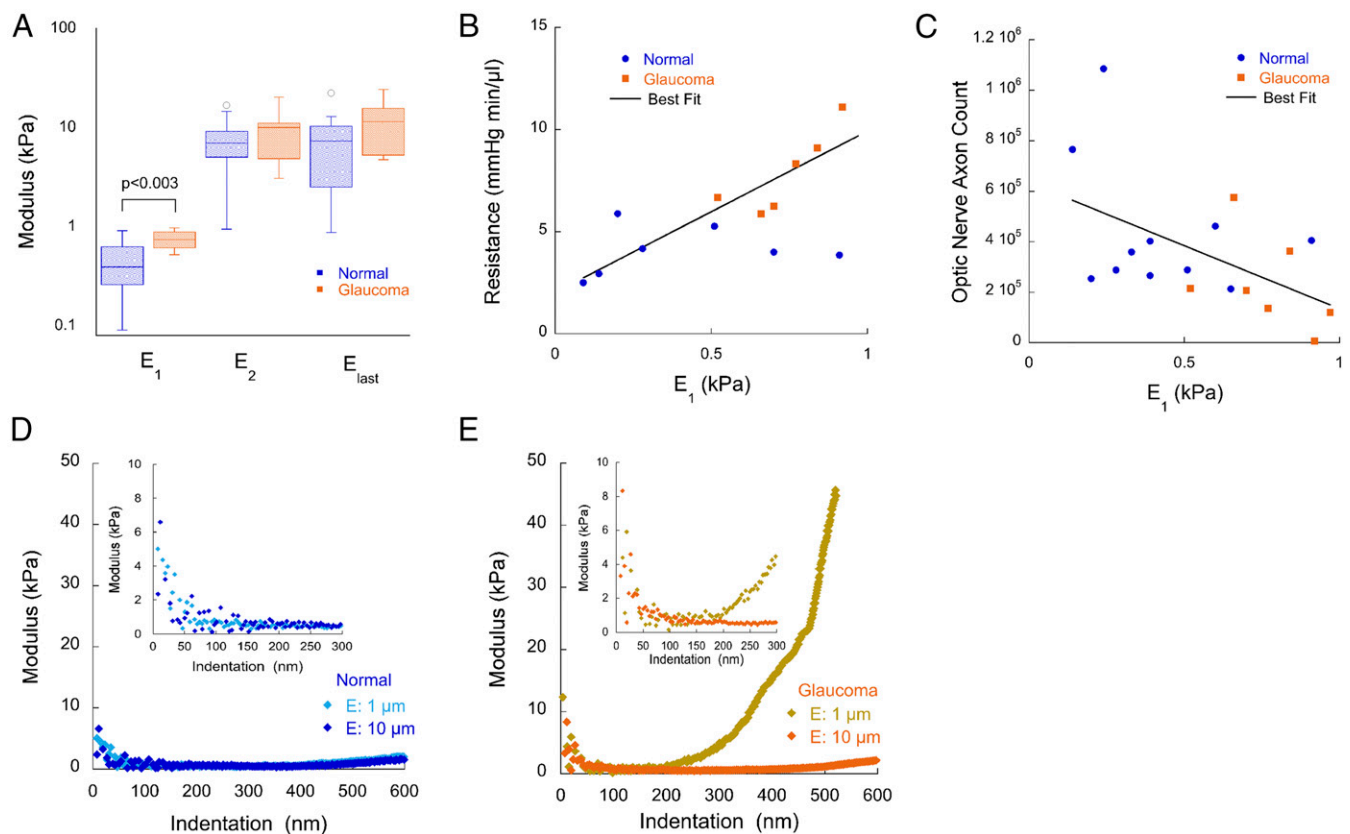 A
100
10
1
0.1
Modulus (kPa)
p<0.003
Normal
Glaucoma
E1
E2
Elast
B
15
10
5
0
Resistance (mmHg min/µl)
Normal
Glaucoma
Best Fit
0.5
1
E1 (kPa)
C
1.2 10^6
1 10^6
8 10^5
6 10^5
4 10^5
2 10^5
0
Optic Nerve Axon Count
Normal
Glaucoma
Best Fit
0.5
1
E1 (kPa)
D
50
40
30
20
10
0
Modulus (kPa)
10
8
6
4
2
0
Modulus (kPa)
0 50 100 150 200 250 300
Indentation (nm)
Normal
E: 1 µm
E: 10 µm
0 100 200 300 400 500 600
Indentation (nm)
E
50
40
30
20
10
0
Modulus (kPa)
10
8
6
4
2
0
Modulus (kPa)
0 50 100 150 200 250 300
Indentation (nm)
Glaucoma
E: 1 µm
E: 10 µm
0 100 200 300 400 500 600
Indentation (nm)